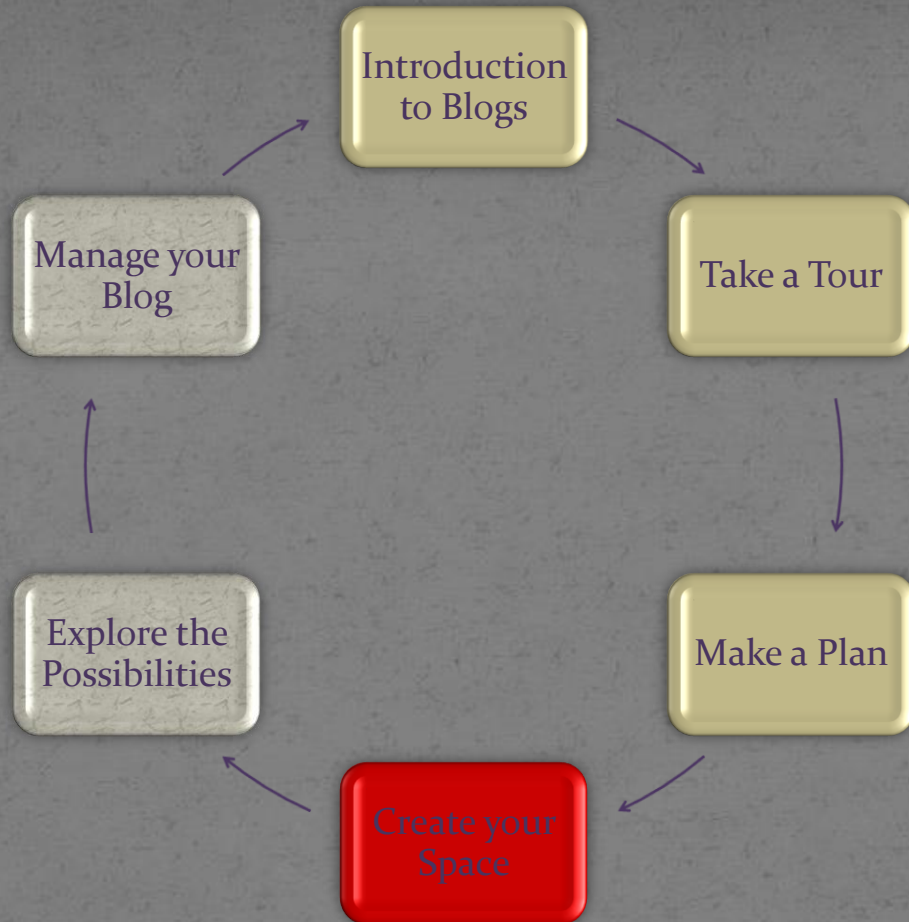 Introduction
to Blogs
Take a Tour
Make a Plan
Create your
Space
Explore the
Possibilities
Manage your
Blog